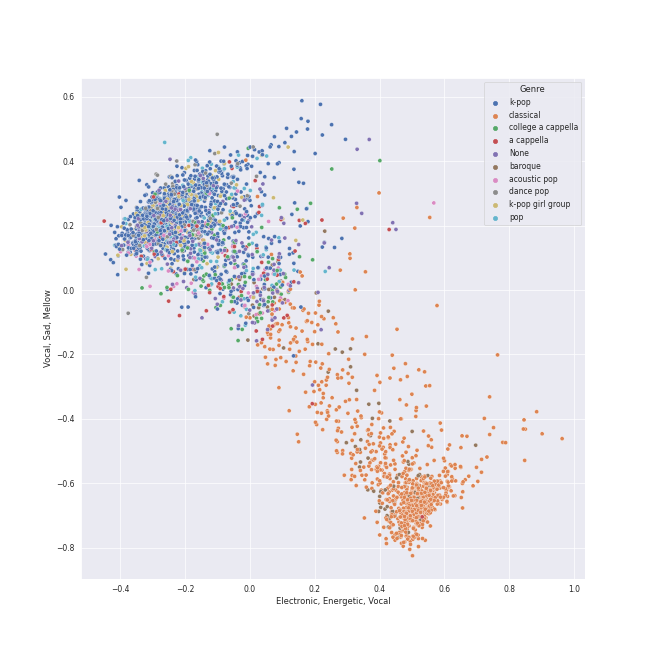 Genre
k-pop
classical
college a cappella
a cappella
None
baroque
acoustic pop
dance pop
k-pop girl group
pop
0.6
0.4
0.2
0.0
−0.2
−0.4
−0.6
−0.8
Vocal, Sad, Mellow
−0.4 −0.2 0.0 0.2 0.4 0.6 0.8 1.0
Electronic, Energetic, Vocal